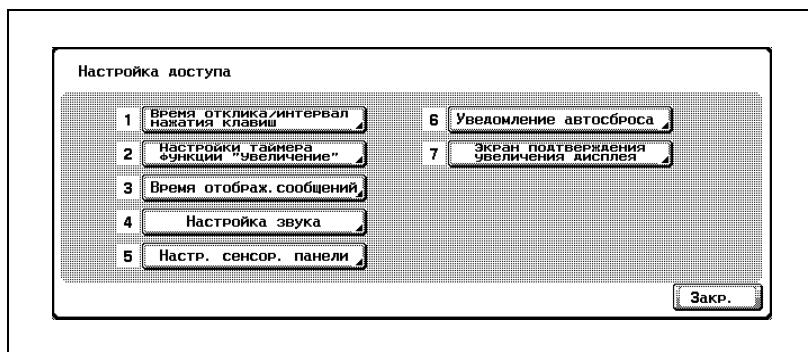 Настройка доступа
1 Время отклика/интервал
нажатия клавиш
2 Настройки таймера
функции "Увеличение"
3 Время отображ.сообщений
4 Настройка звука
5 Настр. сенсор. панели
6 Уведомление автосброса
7 Экран подтверждения
увеличения дисплея
Закр.